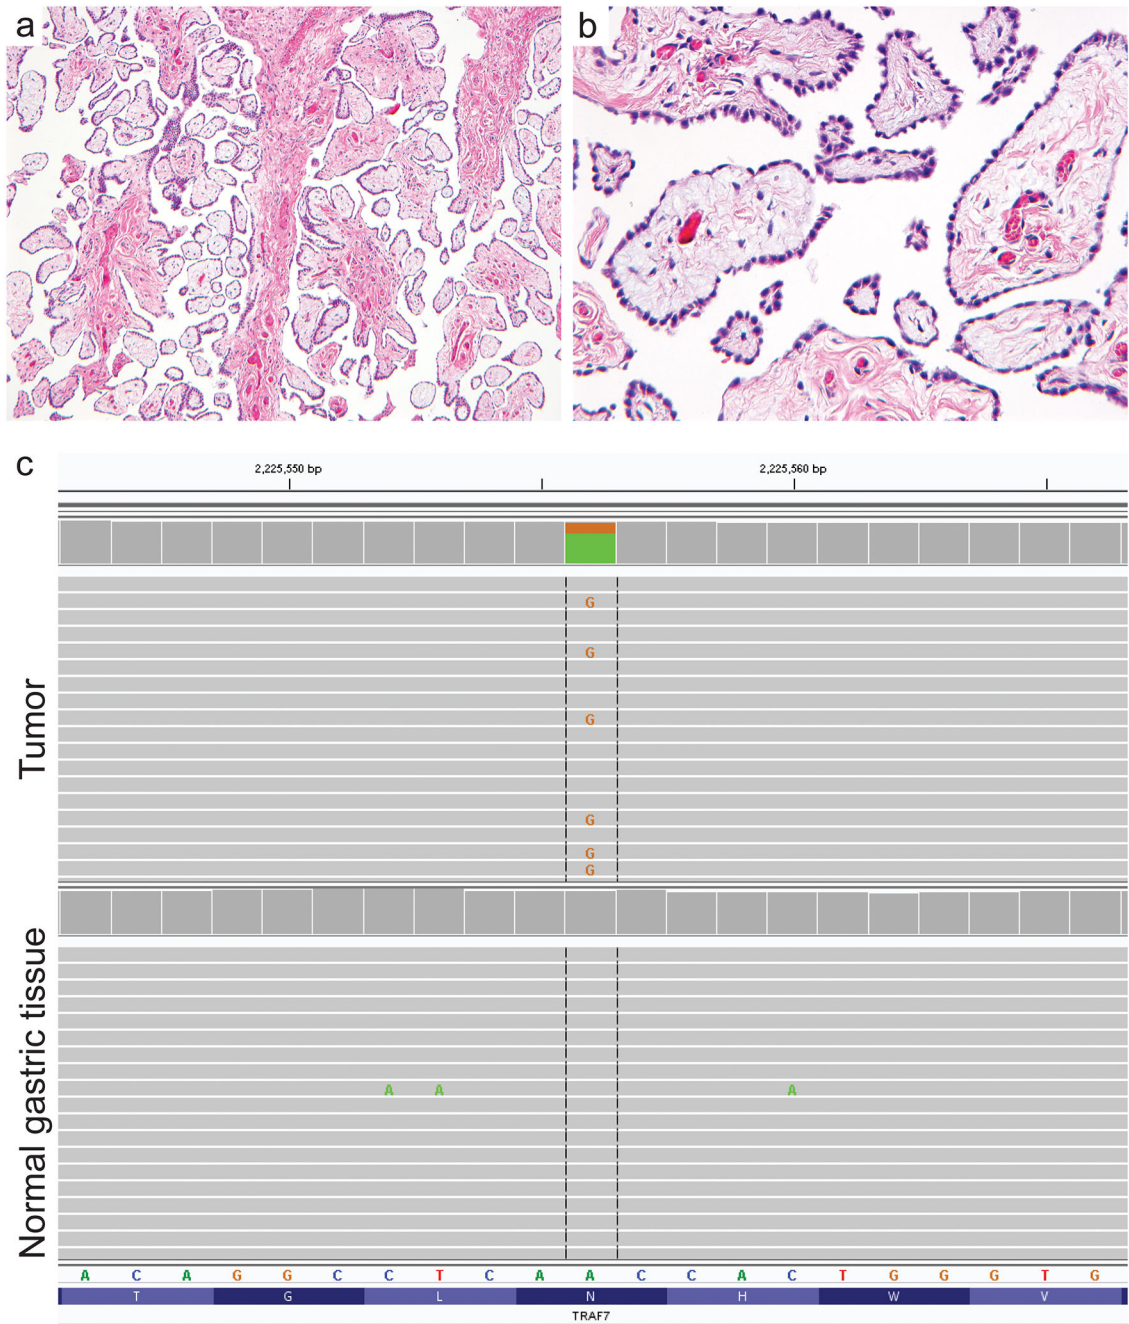 a
b
c
2,225,550 bp
2,225,560 bp
Tumor
G
G
G
G
G
G
Normal gastric tissue
A A A
A C A G G C C T C A A C C A C T G G G T G
T G L N H W V
TRAF7